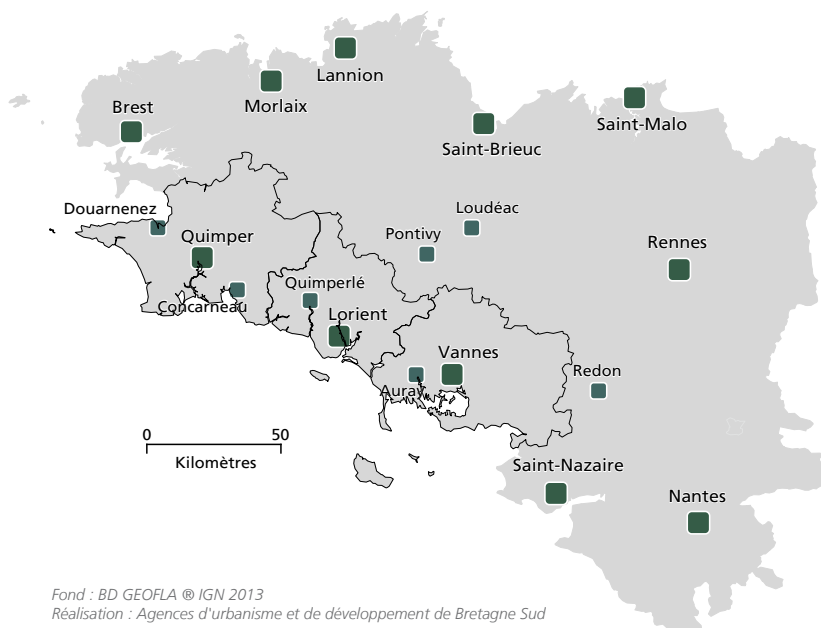 Lannion
Morlaix
Brest
Saint-Malo
Saint-Brieuc
Douarnenez
Loudéac
Quimper
Pontivy
Rennes
Quimperlé
Concarneau
Lorient
Vannes
Redon
Auray
0 50
Kilomètres
Saint-Nazaire
Nantes
Fond : BD GEOFLA ® IGN 2013
Réalisation : Agences d'urbanisme et de développement de Bretagne Sud